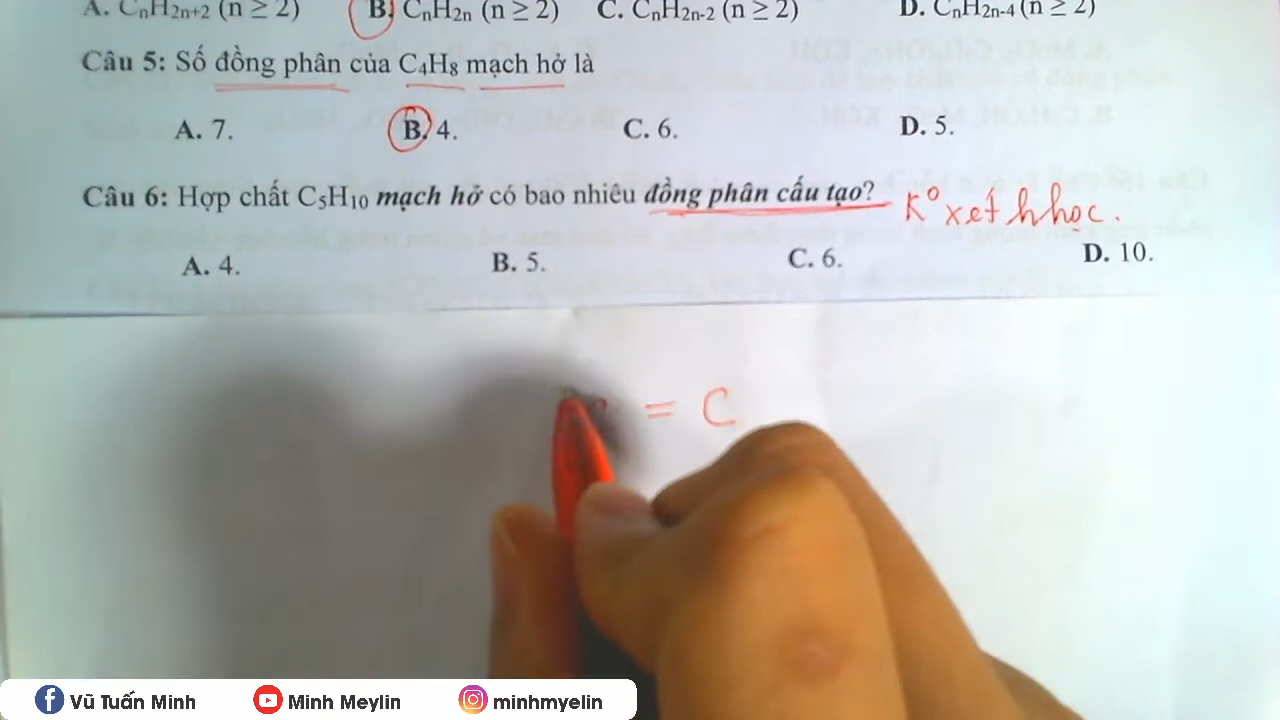 A. CnH2n+2 (n ≥ 2) B. CnH2n (n ≥ 2) C. CnH2n-2 (n ≥ 2) D. CnH2n-4 (n ≥ 2)
Câu 5: Số đồng phân của C4H8 mạch hở là
A. 7. B. 4. C. 6. D. 5.
Câu 6: Hợp chất C5H10 mạch hở có bao nhiêu đồng phân cấu tạo? K° xét hhoc.
A. 4. B. 5. C. 6. D. 10.
= C
Vũ Tuấn Minh Minh Meylin minhmyelin